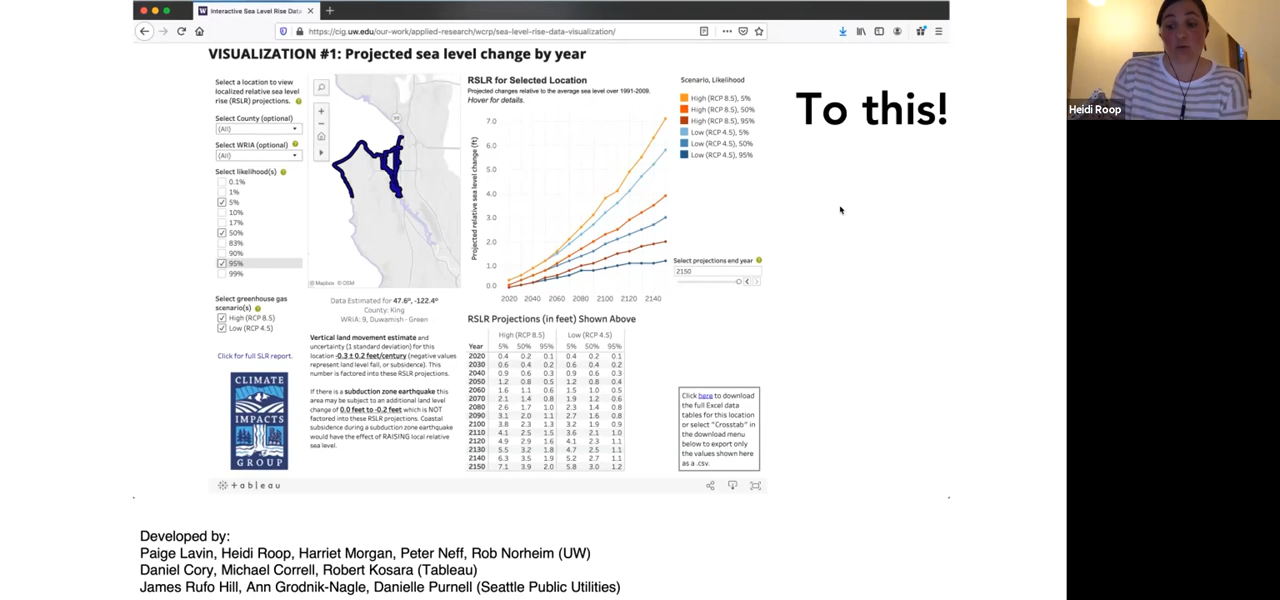 Interactive Sea Level Rise Data
https://cig.uw.edu/our-work/applied-research/wcrp/sea-level-rise-data-visualization/
VISUALIZATION #1: Projected sea level change by year
Select a location to view
localized relative sea level
rise (RSLR) projections.
Select County (optional)
(All)
Select WRIA (optional)
(All)
Select likelihood(s)
0.1%
1%
5%
10%
17%
50%
83%
90%
95%
99%
Select greenhouse gas
scenario(s)
High (RCP 8.5)
Low (RCP 4.5)
Click for full SLR report.
CLIMATE
IMPACTS
GROUP
© Mapbox © OSM
Data Estimated for 47.6º, -122.4º
County: King
WRIA: 9, Duwamish - Green
Vertical land movement estimate and
uncertainty (1 standard deviation) for this
location -0.3 ± 0.2 feet/century (negative values
represent land level fall, or subsidence). This
number is factored into these RSLR projections.
If there is a subduction zone earthquake this
area may be subject to an additional land level
change of 0.0 feet to -0.2 feet which is NOT
factored into these RSLR projections. Coastal
subsidence during a subduction zone earthquake
would have the effect of RAISING local relative
sea level.
RSLR for Selected Location
Projected changes relative to the average sea level over 1991-2009.
Hover for details.
Projected relative sea level change (ft)
7.0
6.0
5.0
4.0
3.0
2.0
1.0
0.0
2020 2040 2060 2080 2100 2120 2140
Scenario, Likelihood
High (RCP 8.5), 5%
High (RCP 8.5), 50%
High (RCP 8.5), 95%
Low (RCP 4.5), 5%
Low (RCP 4.5), 50%
Low (RCP 4.5), 95%
Select projections end year
2150
RSLR Projections (in feet) Shown Above
High (RCP 8.5) Low (RCP 4.5)
Year 5% 50% 95% 5% 50% 95%
2020 0.4 0.2 0.1 0.4 0.2 0.1
2030 0.6 0.4 0.2 0.6 0.4 0.2
2040 0.9 0.6 0.3 0.9 0.6 0.3
2050 1.2 0.8 0.5 1.2 0.8 0.4
2060 1.6 1.1 0.6 1.5 1.0 0.5
2070 2.1 1.4 0.8 1.9 1.2 0.6
2080 2.6 1.7 1.0 2.3 1.4 0.8
2090 3.1 2.0 1.1 2.7 1.6 0.8
2100 3.8 2.3 1.3 3.2 1.9 0.9
2110 4.1 2.5 1.5 3.6 2.1 1.0
2120 4.9 2.9 1.6 4.1 2.3 1.1
2130 5.5 3.2 1.8 4.7 2.5 1.1
2140 6.3 3.5 1.9 5.2 2.7 1.1
2150 7.1 3.9 2.0 5.8 3.0 1.2
Click here to download
the full Excel data
tables for this location
or select "Crosstab" in
the download menu
below to export only
the values shown here
as a .csv.
+ a b l e a u
To this!
Heidi Roop
Developed by:
Paige Lavin, Heidi Roop, Harriet Morgan, Peter Neff, Rob Norheim (UW)
Daniel Cory, Michael Correll, Robert Kosara (Tableau)
James Rufo Hill, Ann Grodnik-Nagle, Danielle Purnell (Seattle Public Utilities)